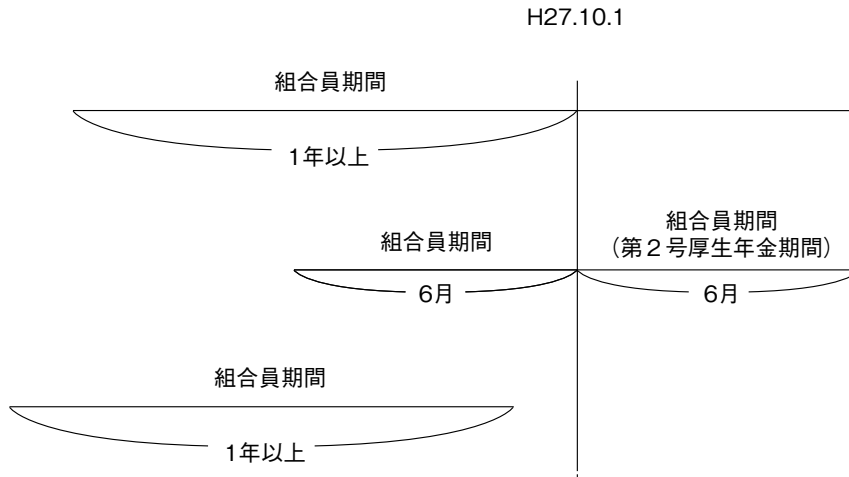 H27.10.1
組合員期間
1年以上
組合員期間
組合員期間
(第２号厚生年金期間)
6月
6月
組合員期間
1年以上